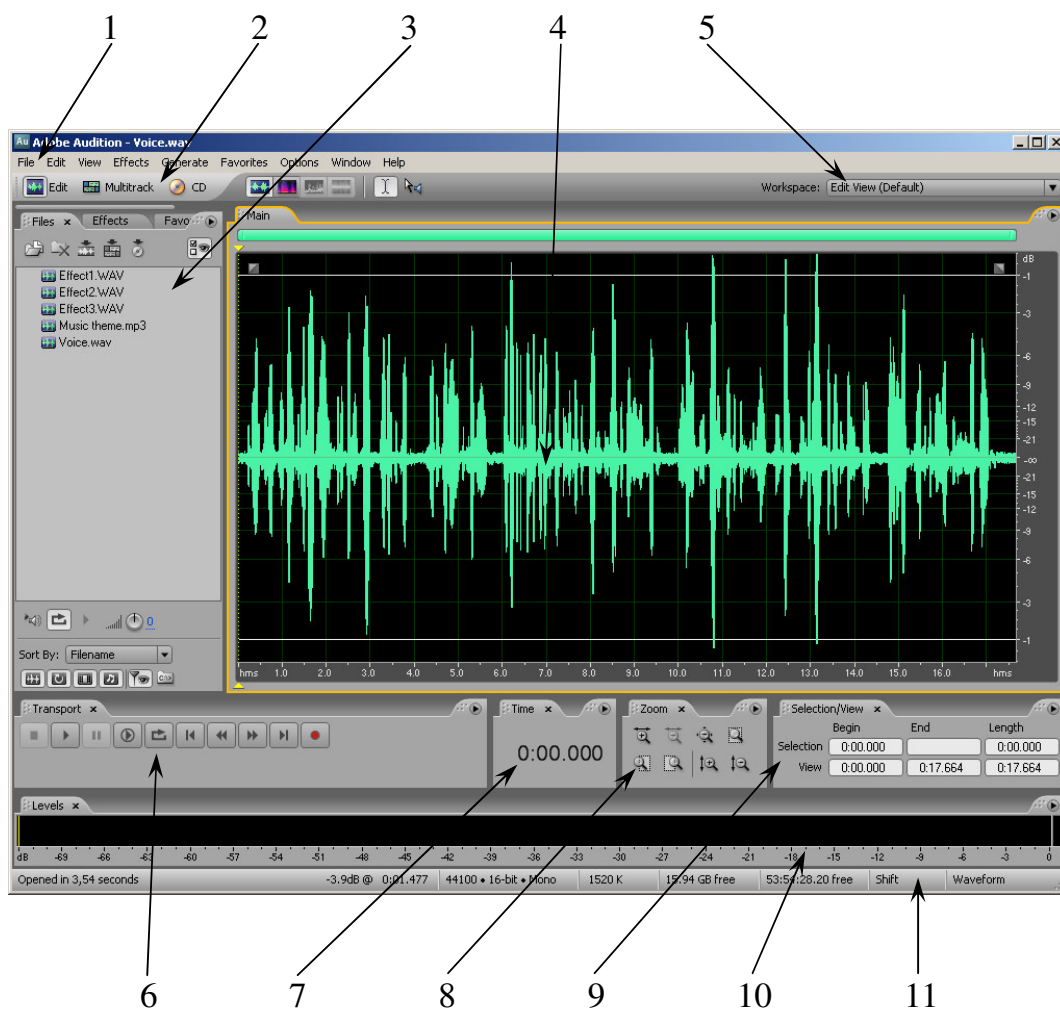 1 2 3 4 5
Au Adobe Audition - Voice.wav
File Edit View Effects Generate Favorites Options Window Help
Edit Multitrack CD Workspace: Edit View (Default)
Files × Effects Favo
Main
Effect1.WAV
Effect2.WAV
Effect3.WAV
Music theme.mp3
Voice.wav
dB
-1
-3
-6
-9
-12
-15
-21
-∞
-21
-15
-12
-9
-6
-3
-1
0
Sort By: Filename
hms 1.0 2.0 3.0 4.0 5.0 6.0 7.0 8.0 9.0 10.0 11.0 12.0 13.0 14.0 15.0 16.0 hms
Transport × Time × Zoom × Selection/View ×
Begin End Length
0:00.000
Selection 0:00.000 0:00.000
View 0:00.000 0:17.664 0:17.664
Levels ×
dB -69 -66 -63 -60 -57 -54 -51 -48 -45 -42 -39 -36 -33 -30 -27 -24 -21 -18 -15 -12 -9 -6 -3 0
Opened in 3,54 seconds -3.9dB @ 0:01.477 44100 • 16-bit • Mono 1520 K 15.94 GB free 53:54:28.20 free Shift Waveform
6 7 8 9 10 11